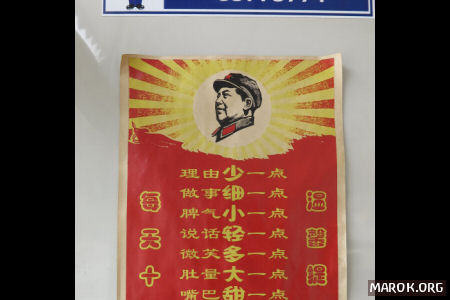 理由少一点
做事细一点
脾气小一点
说话轻一点
微笑多一点
肚量大一点
嘴巴甜一点
每天十
温馨提
MAROK.ORG